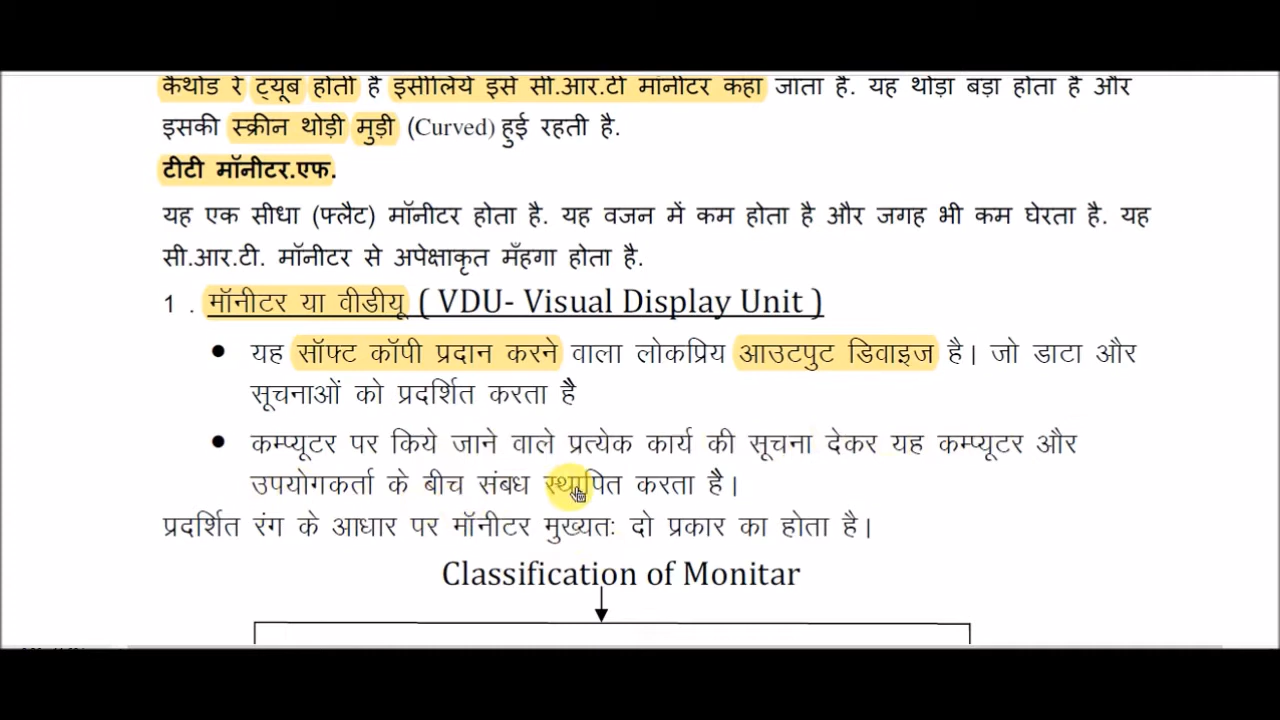 कैथोड रे ट्यूब होती है इसीलिये इसे सी.आर.टी मॉनीटर कहा जाता है. यह थोड़ा बड़ा होता है और
इसकी स्क्रीन थोड़ी मुड़ी (Curved) हुई रहती है.
टीटी मॉनीटर.एफ.
यह एक सीधा (फ्लैट) मॉनीटर होता है. यह वजन में कम होता है और जगह भी कम घेरता है. यह
सी.आर.टी. मॉनीटर से अपेक्षाकृत मँहगा होता है.
1 . मॉनीटर या वीडीयू ( VDU- Visual Display Unit )
• यह सॉफ्ट कॉपी प्रदान करने वाला लोकप्रिय आउटपुट डिवाइज है। जो डाटा और
सूचनाओं को प्रदर्शित करता है
• कम्प्यूटर पर किये जाने वाले प्रत्येक कार्य की सूचना देकर यह कम्प्यूटर और
उपयोगकर्ता के बीच संबध स्थापित करता है।
प्रदर्शित रंग के आधार पर मॉनीटर मुख्यतः दो प्रकार का होता है।
Classification of Monitar